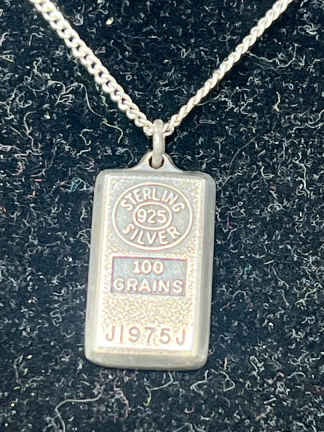 STERLING
925
SILVER
100
GRAINS
J1975J